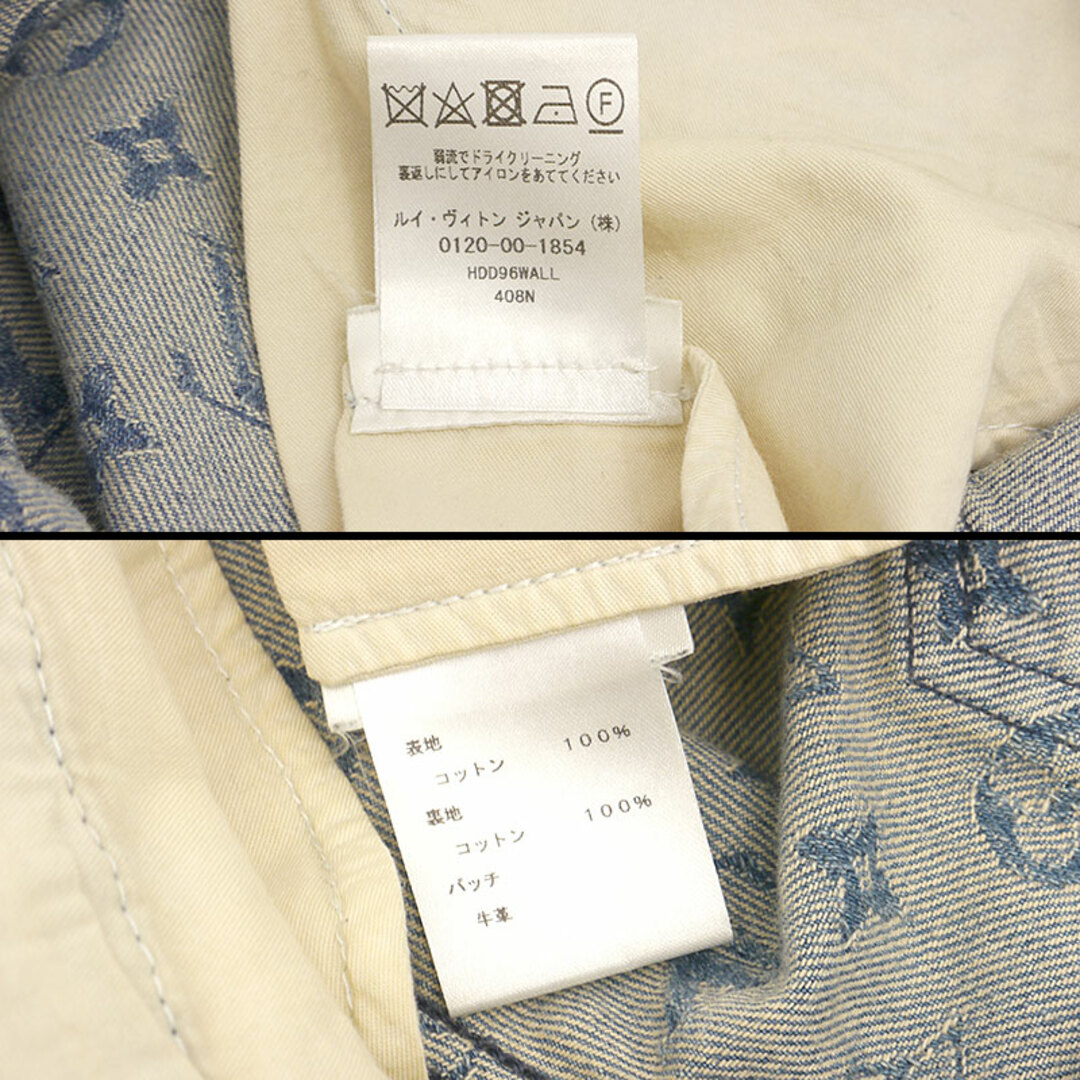 F
弱流でドライクリーニング
裏返しにしてアイロンをあててください
ルイ・ヴィトン ジャパン (株)
0120-00-1854
HDD96WALL
408N
表地
コットン 100%
裏地
コットン 100%
パッチ
牛革